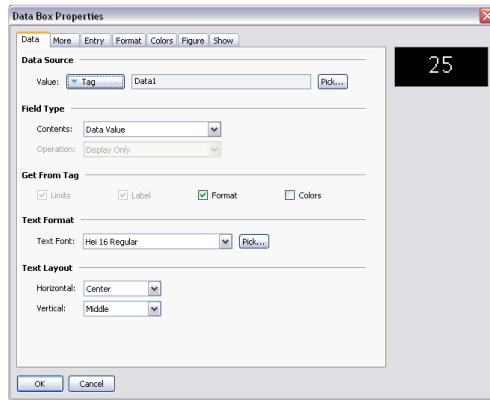 Data Box Properties
Data More Entry Format Colors Figure Show
25
Data Source
Value: Tag Data1 Pick...
Field Type
Contents: Data Value
Operation: Display Only
Get From Tag
Limits Label Format Colors
Text Format
Text Font: Hei 16 Regular Pick...
Text Layout
Horizontal: Center
Vertical: Middle
OK Cancel